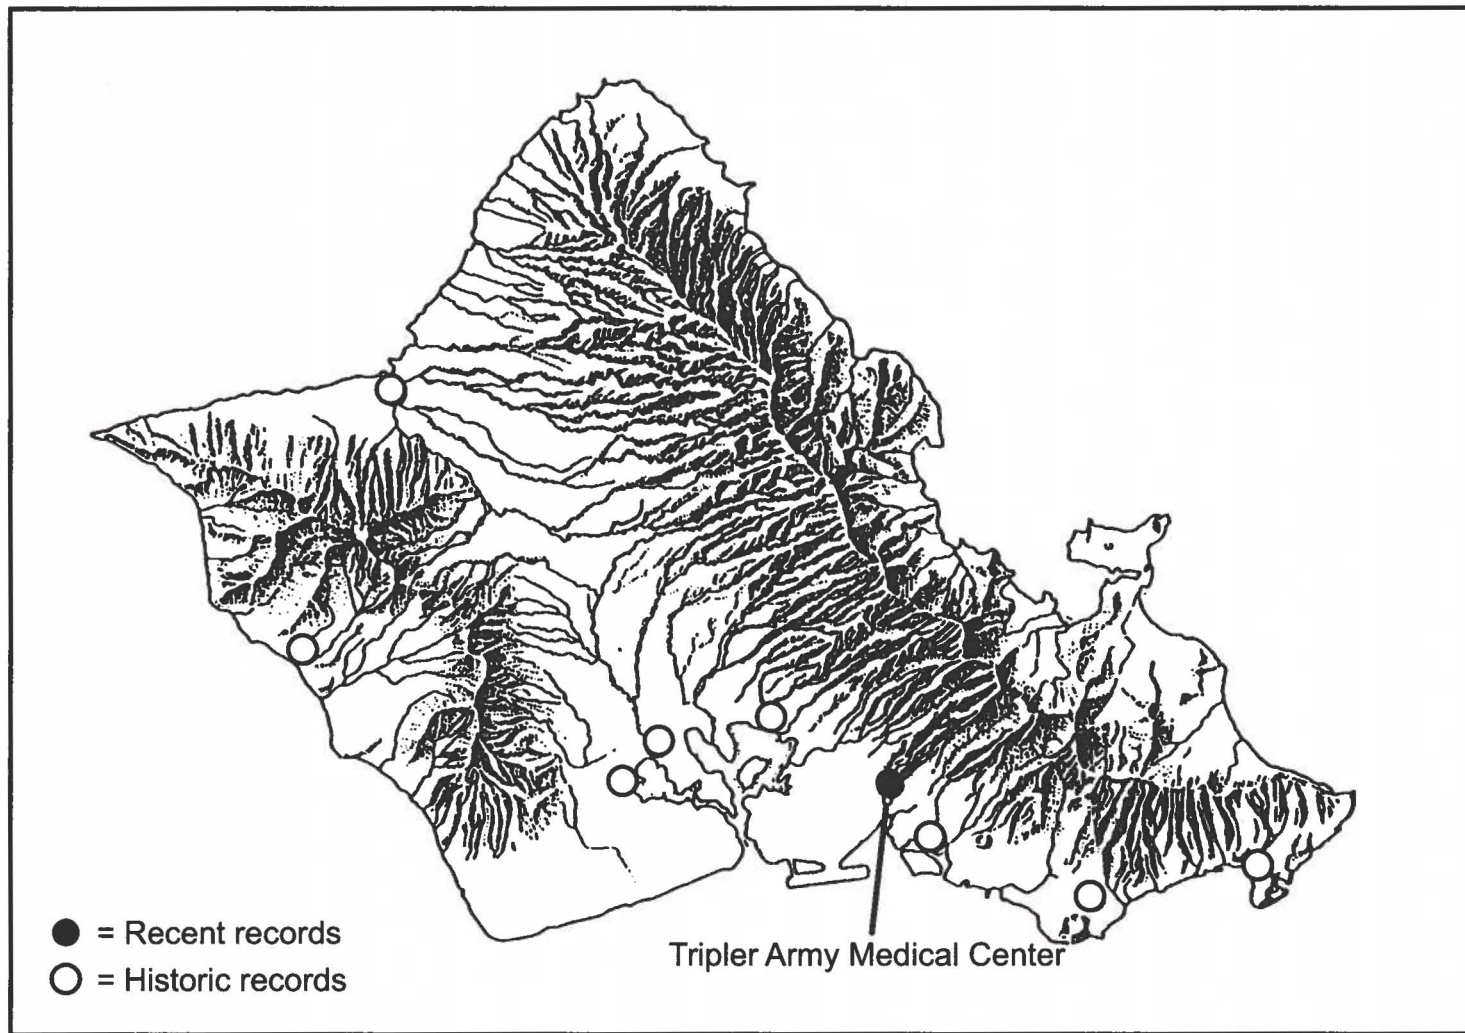 Tripler Army Medical Center
= Recent records
= Historic records